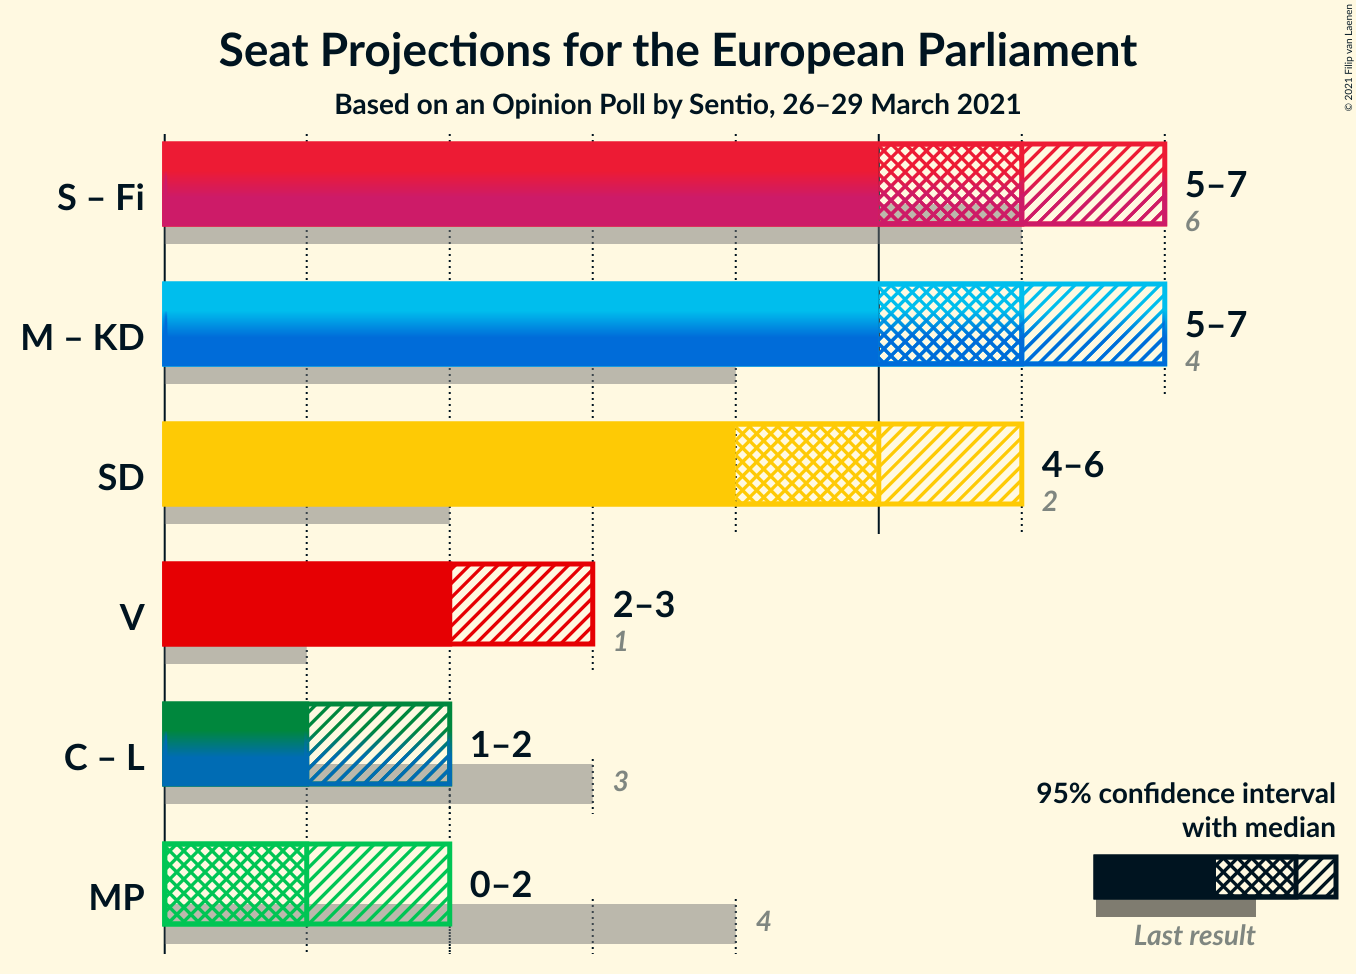 Seat Projections for the European Parliament
Based on an Opinion Poll by Sentio, 26–29 March 2021
© 2021 Filip van Laenen
S – Fi
5–7
6
M – KD
5–7
4
SD
4–6
2
V
2–3
1
C – L
1–2
3
MP
0–2
4
95% confidence interval
with median
Last result